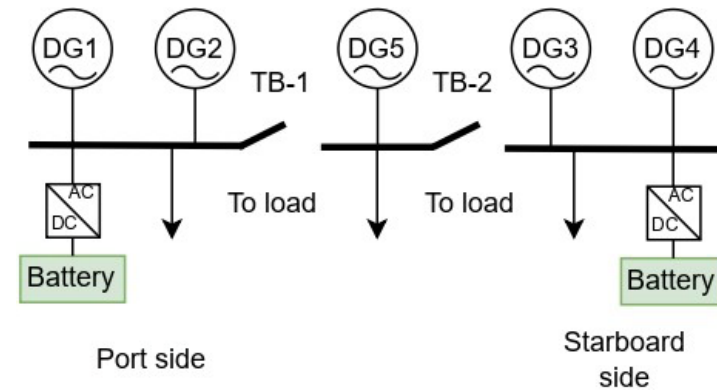 DG1
DG2
DG5
DG3
DG4
TB-1
TB-2
AC
DC
To load
To load
AC
DC
Battery
Battery
Port side
Starboard
side